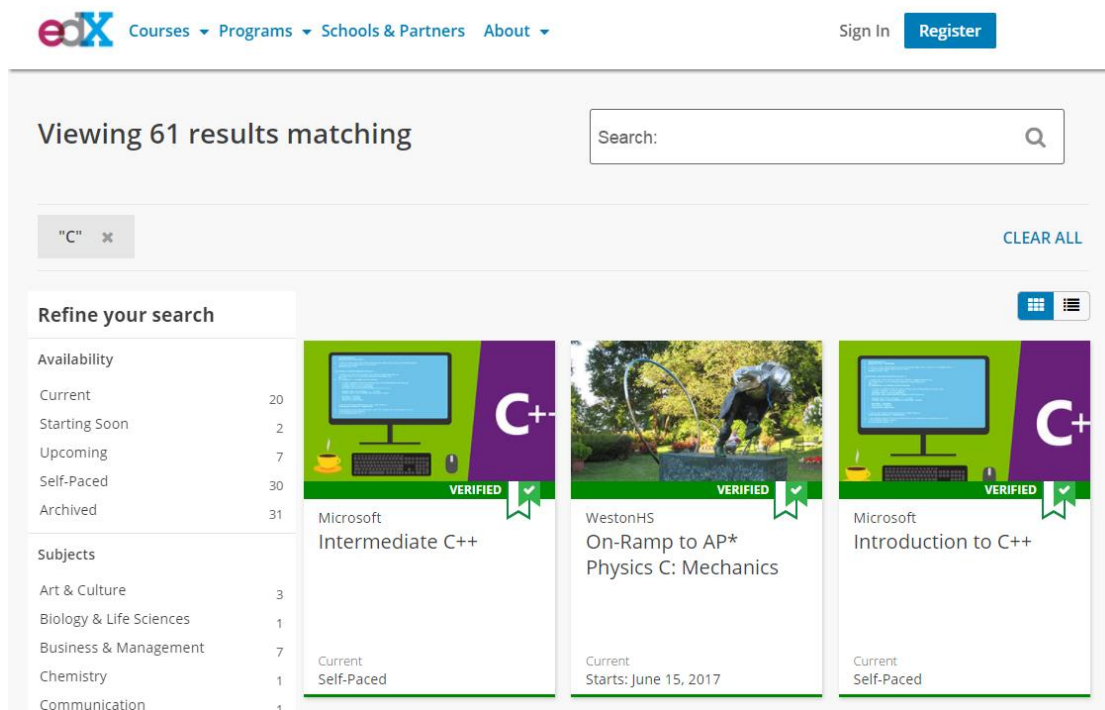 edX Courses Programs Schools & Partners About Sign In Register
Viewing 61 results matching
Search:
"C"
CLEAR ALL
Refine your search
Availability
Current 20
Starting Soon 2
Upcoming 7
Self-Paced 30
Archived 31
Subjects
Art & Culture 3
Biology & Life Sciences 1
Business & Management 7
Chemistry 1
Communication 1
C++
VERIFIED
Microsoft
Intermediate C++
Current
Self-Paced
VERIFIED
WestonHS
On-Ramp to AP*
Physics C: Mechanics
Current
Starts: June 15, 2017
C+
VERIFIED
Microsoft
Introduction to C++
Current
Self-Paced